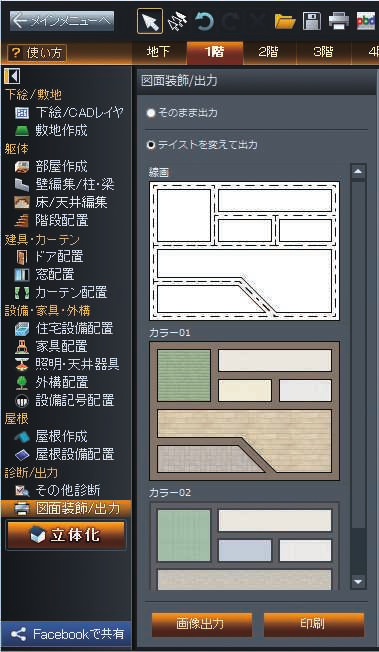 メインメニューへ
pbd
? 使い方
地下 1階 2階 3階 4
下絵/敷地
下絵/CADレイヤ
敷地作成
躯体
部屋作成
壁編集/柱・梁
床/天井編集
階段配置
建具・カーテン
ドア配置
窓配置
カーテン配置
設備・家具・外構
住宅設備配置
家具配置
照明・天井器具
外構配置
設備記号配置
屋根
屋根作成
屋根設備配置
診断/出力
その他診断
図面装飾/出力
立体化
Facebookで共有
図面装飾/出力
そのまま出力
テイストを変えて出力
線画
カラー01
カラー02
画像出力 印刷